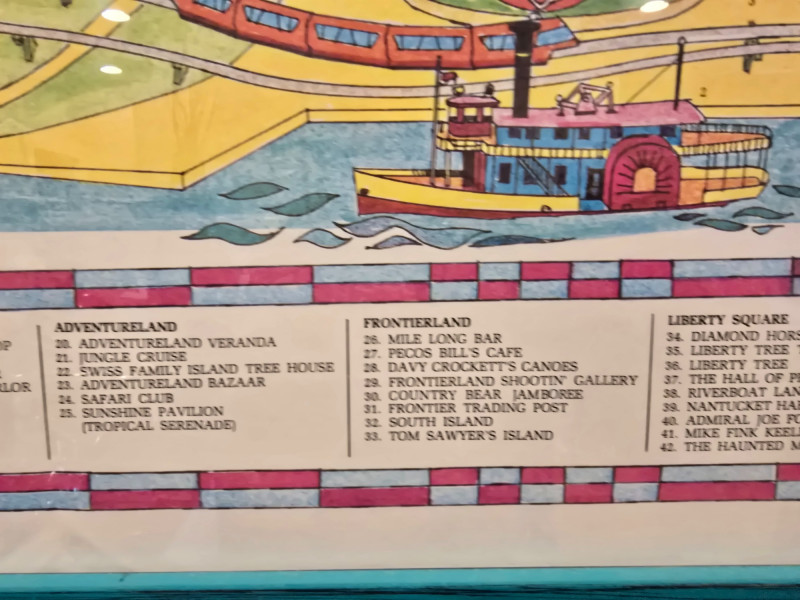 2
OP
RLOR
ADVENTURELAND
20. ADVENTURELAND VERANDA
21. JUNGLE CRUISE
22. SWISS FAMILY ISLAND TREE HOUSE
23. ADVENTURELAND BAZAAR
24. SAFARI CLUB
25. SUNSHINE PAVILION
(TROPICAL SERENADE)
FRONTIERLAND
26. MILE LONG BAR
27. PECOS BILL'S CAFE
28. DAVY CROCKETT'S CANOES
29. FRONTIERLAND SHOOTIN' GALLERY
30. COUNTRY BEAR JAMBOREE
31. FRONTIER TRADING POST
32. SOUTH ISLAND
33. TOM SAWYER'S ISLAND
LIBERTY SQUARE
34. DIAMOND HORS
35. LIBERTY TREE T
36. LIBERTY TREE
37. THE HALL OF PR
38. RIVERBOAT LAN
39. NANTUCKET HAR
40. ADMIRAL JOE FO
41. MIKE FINK KEEL
42. THE HAUNTED M